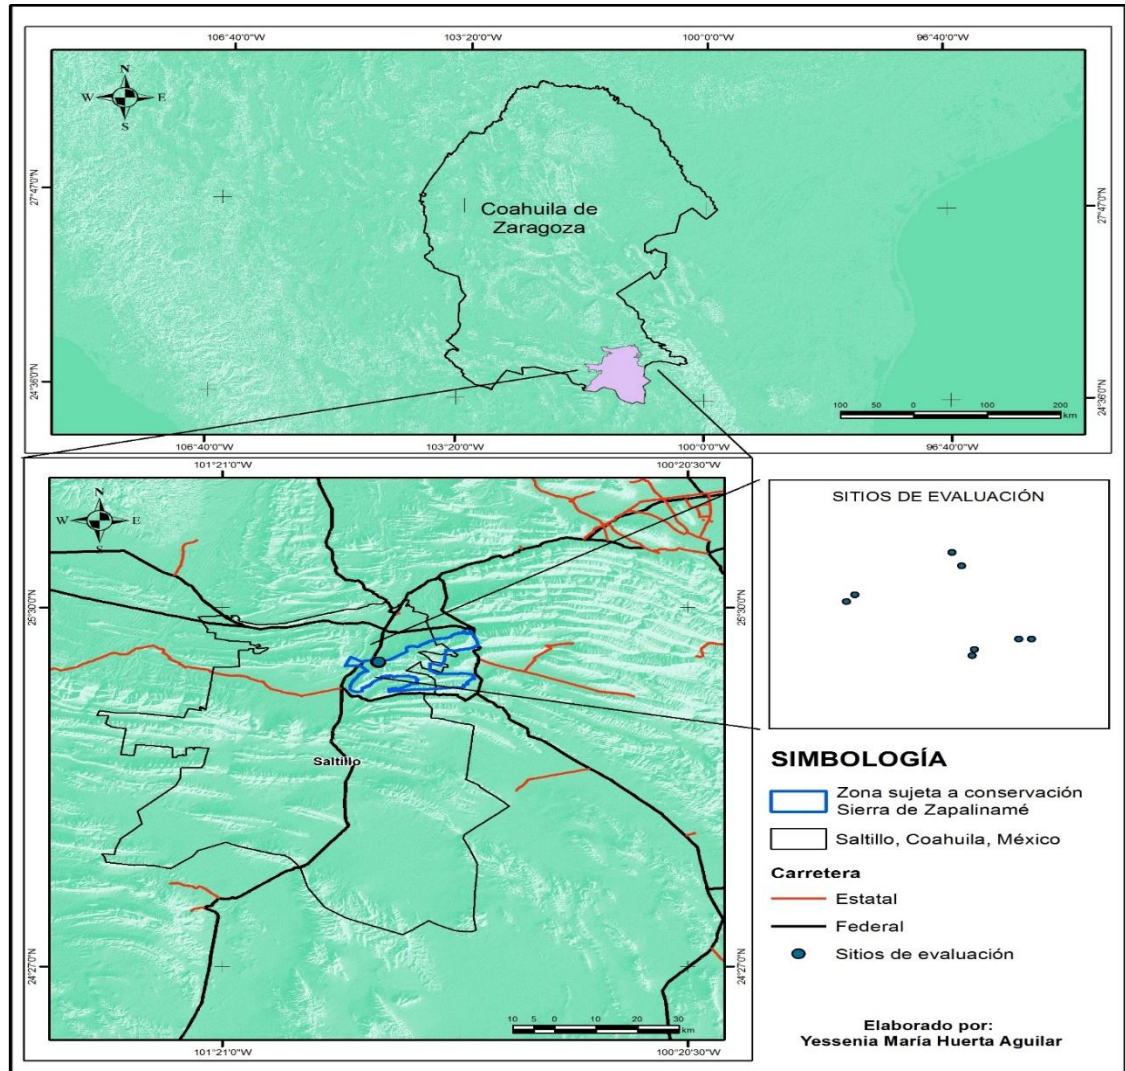 106°40'0"W 103°20'0"W 100°0'0"W 96°40'0"W
N
W E
S
27°47'0"N
27°47'0"N
Coahuila de
Zaragoza
24°36'0"N
24°36'0"N
100 50 0 100 200
km
106°40'0"W 103°20'0"W 100°0'0"W 96°40'0"W
101°21'0"W 100°20'30"W
N
W E
S
25°30'0"N
25°30'0"N
Saltillo
24°27'0"N
24°27'0"N
10 5 0 10 20 30
km
101°21'0"W 100°20'30"W
SITIOS DE EVALUACIÓN
SIMBOLOGÍA
Zona sujeta a conservación
Sierra de Zapalinamé
Saltillo, Coahuila, México
Carretera
Estatal
Federal
Sitios de evaluación
Elaborado por:
Yessenia María Huerta Aguilar